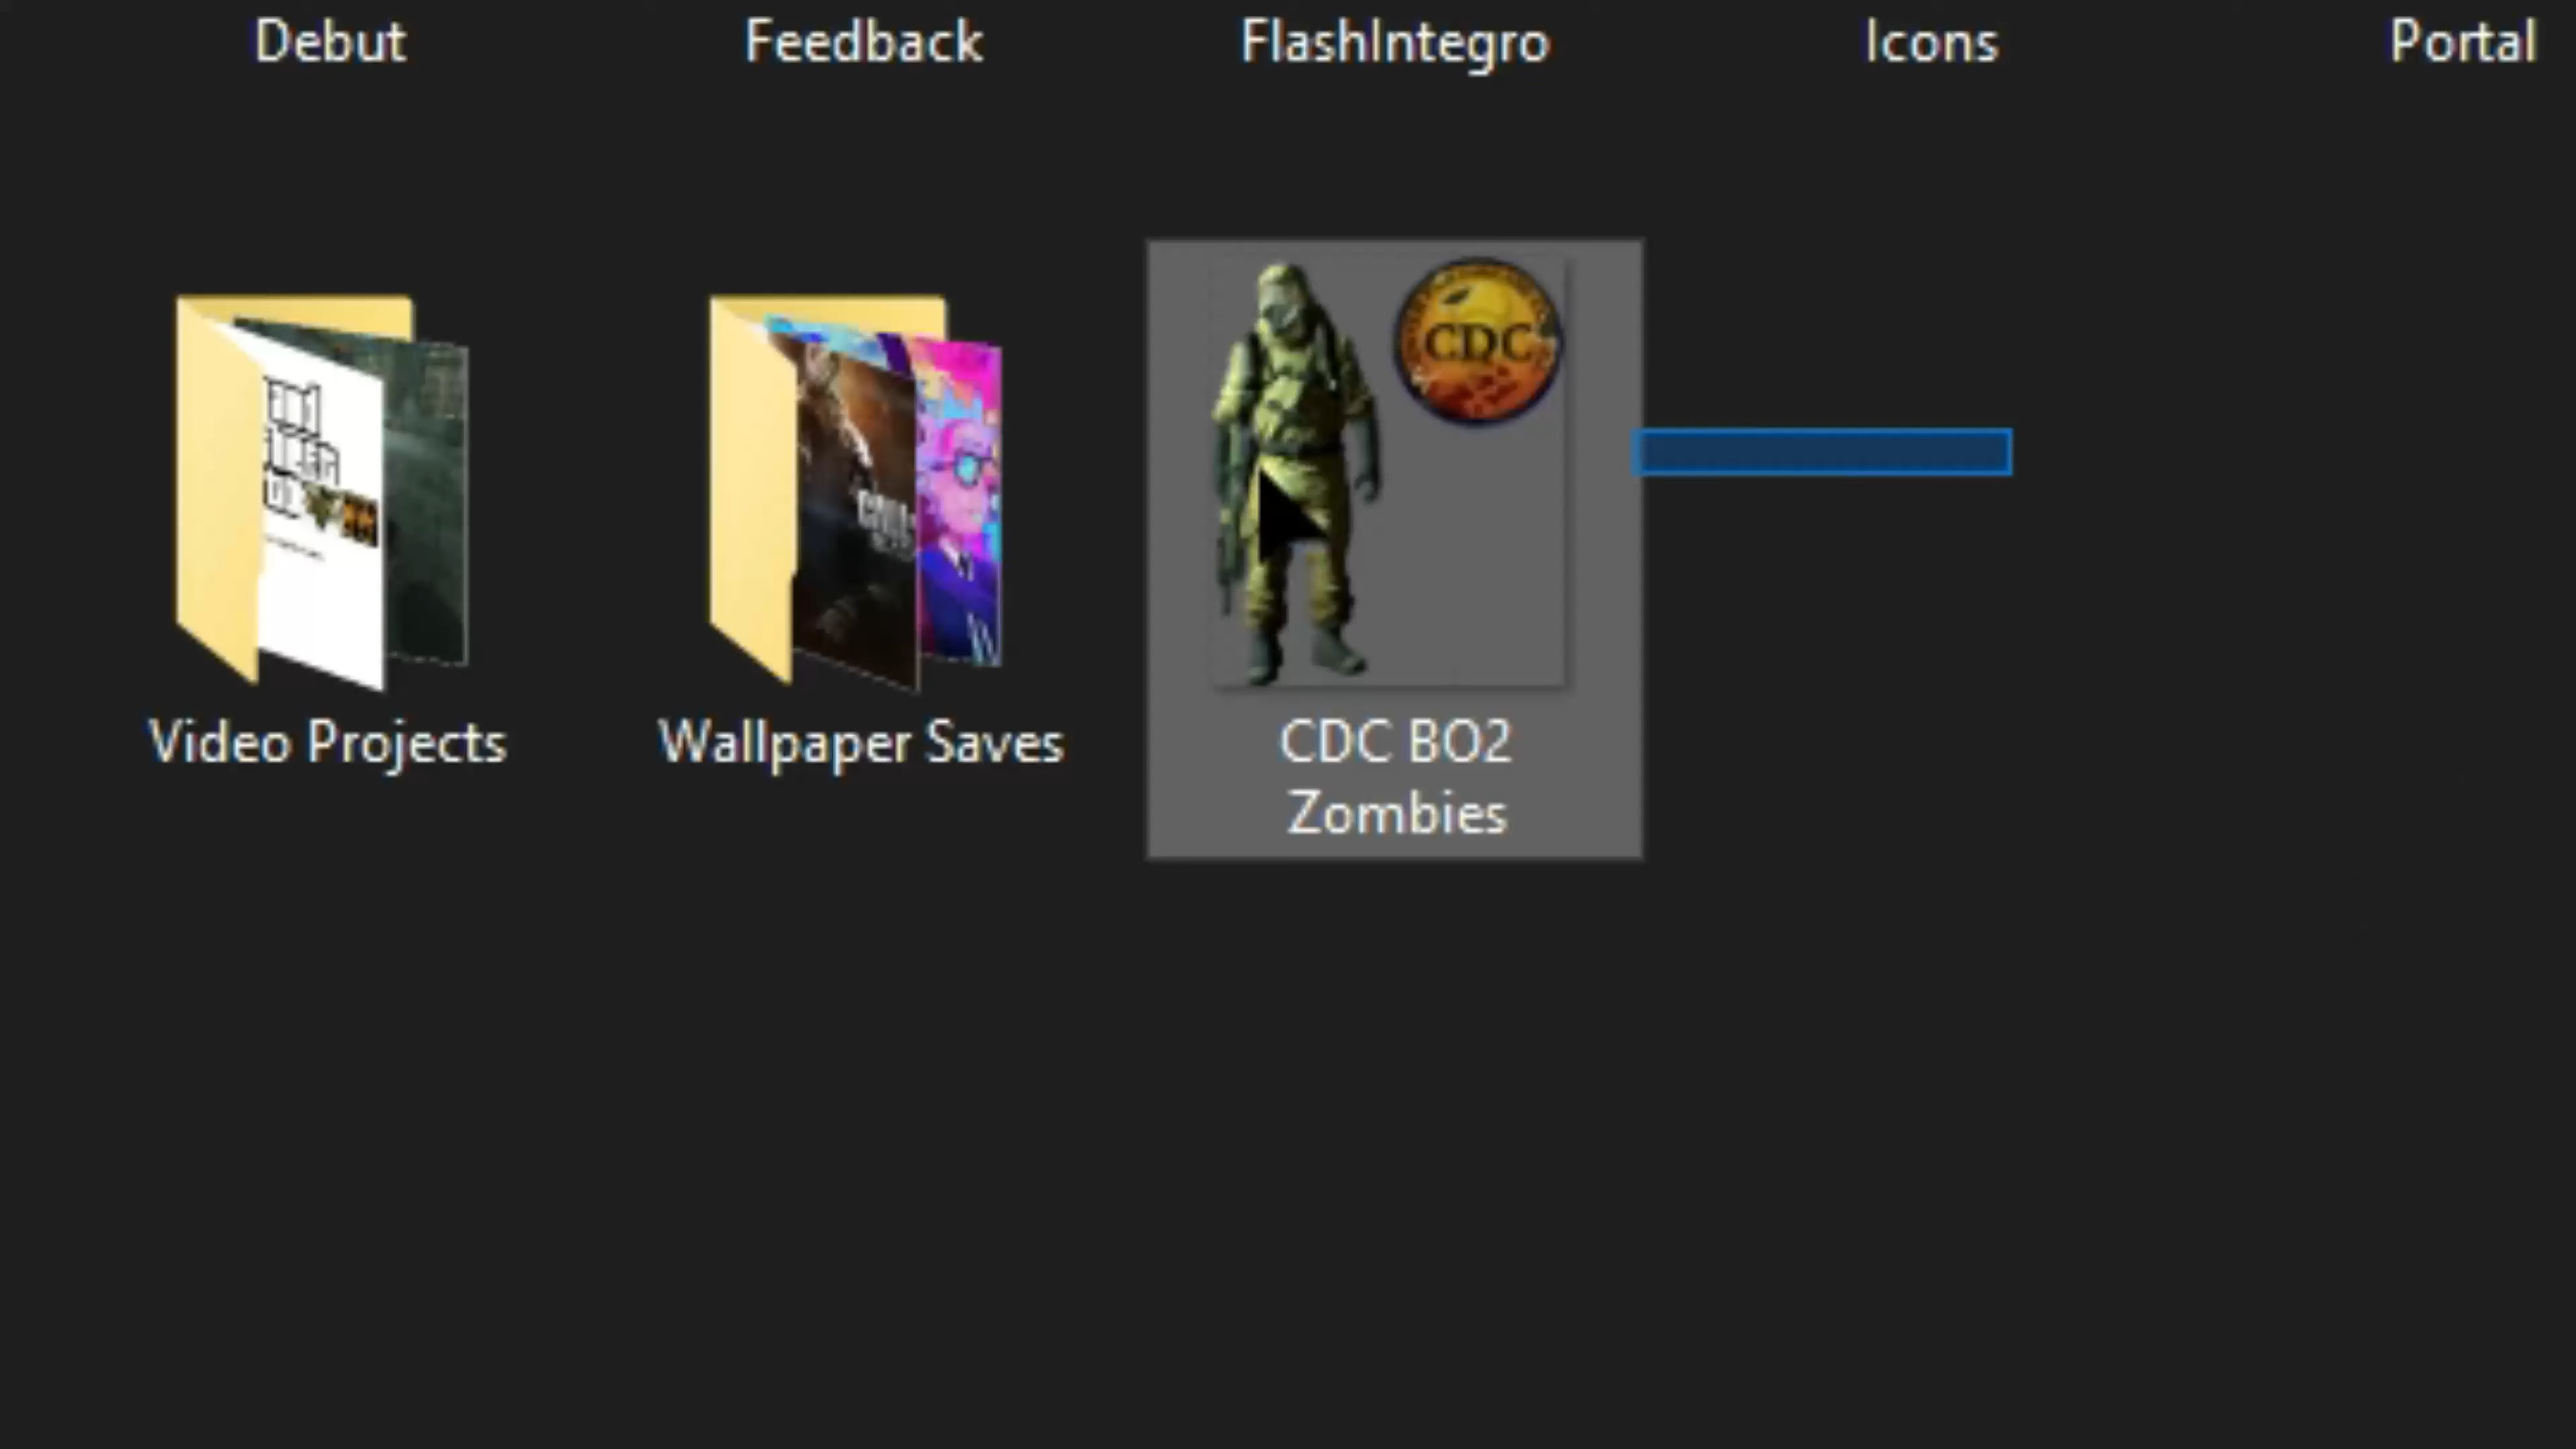 Debut
Feedback
FlashIntegro
Icons
Portal
CDC
Video Projects
Wallpaper Saves
CDC BO2
Zombies